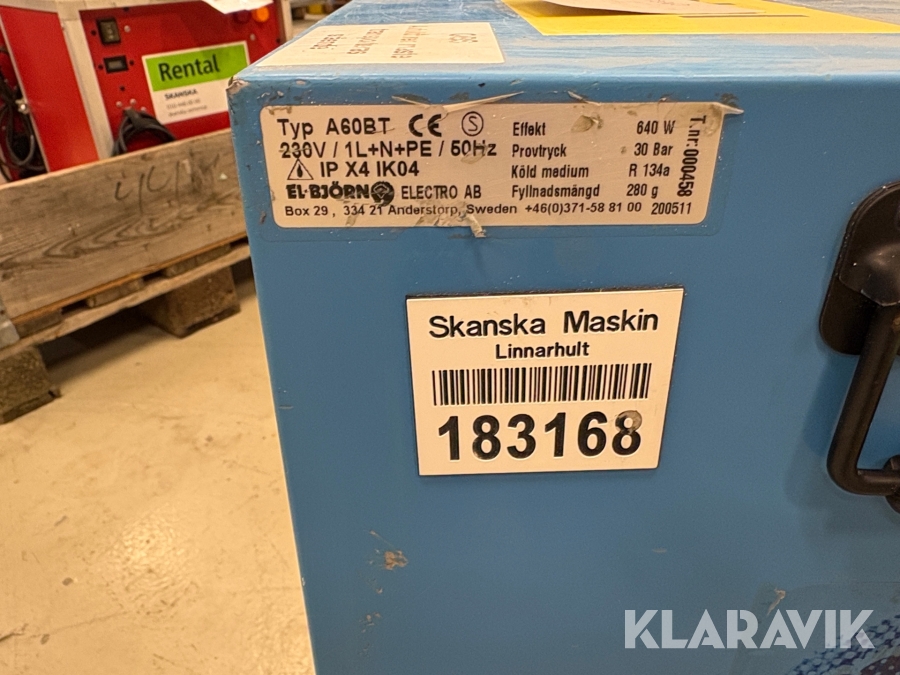 Rental
SKANSKA
Typ A60BT CE S
230V / 1L+N+PE / 50Hz
IP X4 IK04
EL·BJÖRN ELECTRO AB
Box 29, 334 21 Anderstorp, Sweden +46(0)371-58 81 00 200511
Effekt 640 W
Provtryck 30 Bar
Köld medium R 134a
Fyllnadsmängd 280 g
T.nr:000458
Skanska Maskin
Linnarhult
183168
KLARAVIK